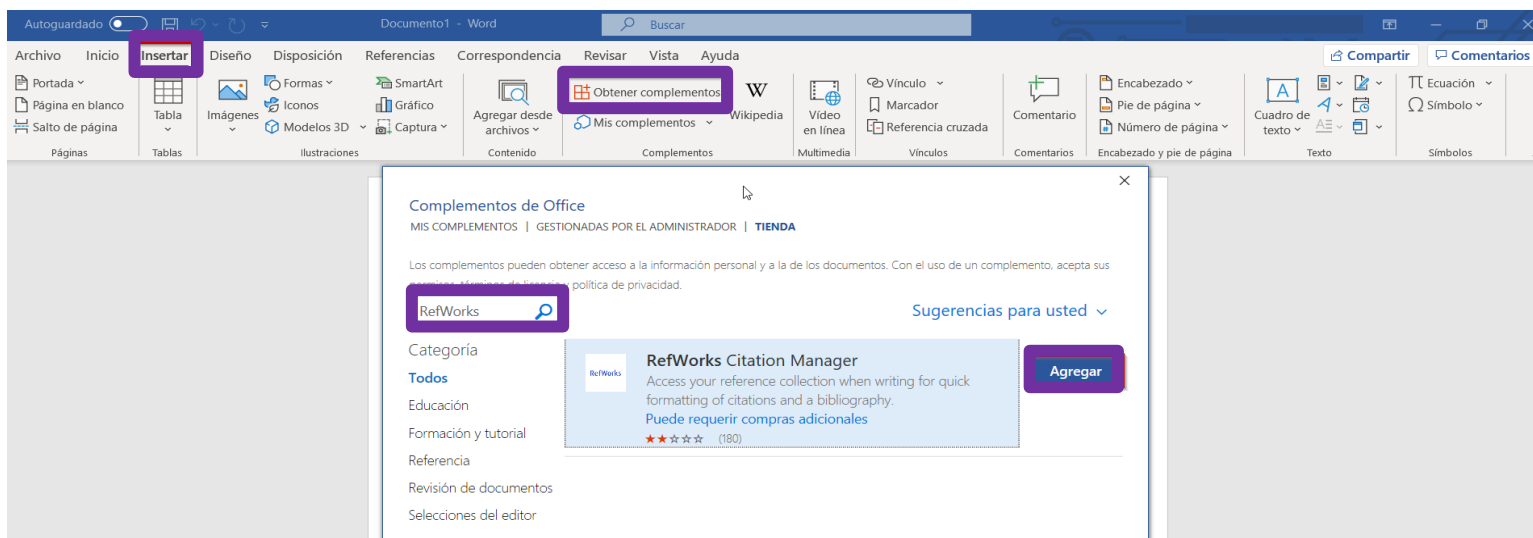 Autoguardado
Documento1 - Word
Buscar
Archivo Inicio Insertar Diseño Disposición Referencias Correspondencia Revisar Vista Ayuda
Compartir
Comentarios
Portada
Página en blanco
Salto de página
Páginas
Tabla
Tablas
Imágenes
Formas
Iconos
Modelos 3D
SmartArt
Gráfico
Captura
Ilustraciones
Agregar desde
archivos
Contenido
Obtener complementos
Mis complementos
W
Wikipedia
Complementos
Vídeo
en línea
Multimedia
Vínculo
Marcador
Referencia cruzada
Vínculos
Comentario
Comentarios
Encabezado
Pie de página
Número de página
Encabezado y pie de página
Cuadro de
texto
Texto
Ecuación
Símbolo
Símbolos
Complementos de Office
MIS COMPLEMENTOS | GESTIONADAS POR EL ADMINISTRADOR | TIENDA
Los complementos pueden obtener acceso a la información personal y a la de los documentos. Con el uso de un complemento, acepta sus
permisos, términos de licencia y política de privacidad.
RefWorks
Sugerencias para usted
Categoría
Todos
Educación
Formación y tutorial
Referencia
Revisión de documentos
Selecciones del editor
RefWorks
RefWorks Citation Manager
Access your reference collection when writing for quick
formatting of citations and a bibliography.
Puede requerir compras adicionales
(180)
Agregar